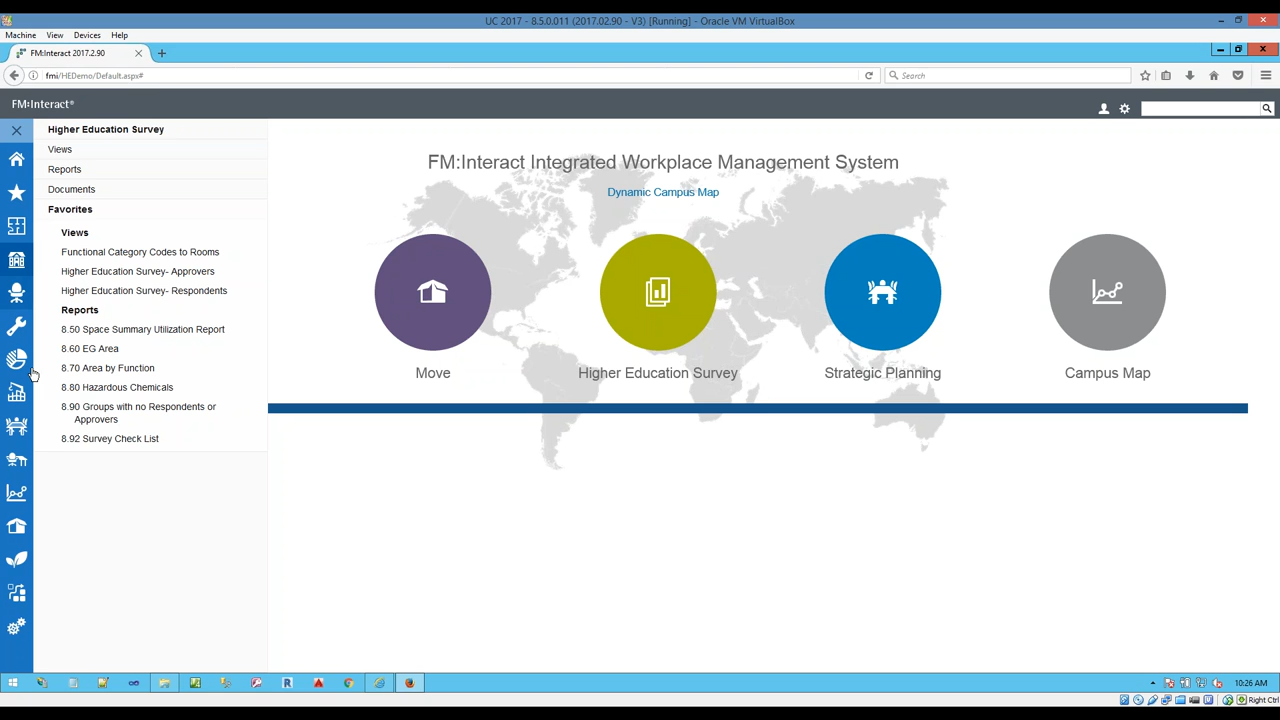 UC 2017 - 8.5.0.011 (2017.02.90 - V3) [Running] - Oracle VM VirtualBox
Machine View Devices Help
FM:Interact 2017.2.90
fmi/HEDemo/Default.aspx#
Search
FM:Interact®
Higher Education Survey
Views
Reports
Documents
Favorites
Views
Functional Category Codes to Rooms
Higher Education Survey- Approvers
Higher Education Survey- Respondents
Reports
8.50 Space Summary Utilization Report
8.60 EG Area
8.70 Area by Function
8.80 Hazardous Chemicals
8.90 Groups with no Respondents or
Approvers
8.92 Survey Check List
FM:Interact Integrated Workplace Management System
Dynamic Campus Map
Move
Higher Education Survey
Strategic Planning
Campus Map
10:26 AM
Right Ctrl